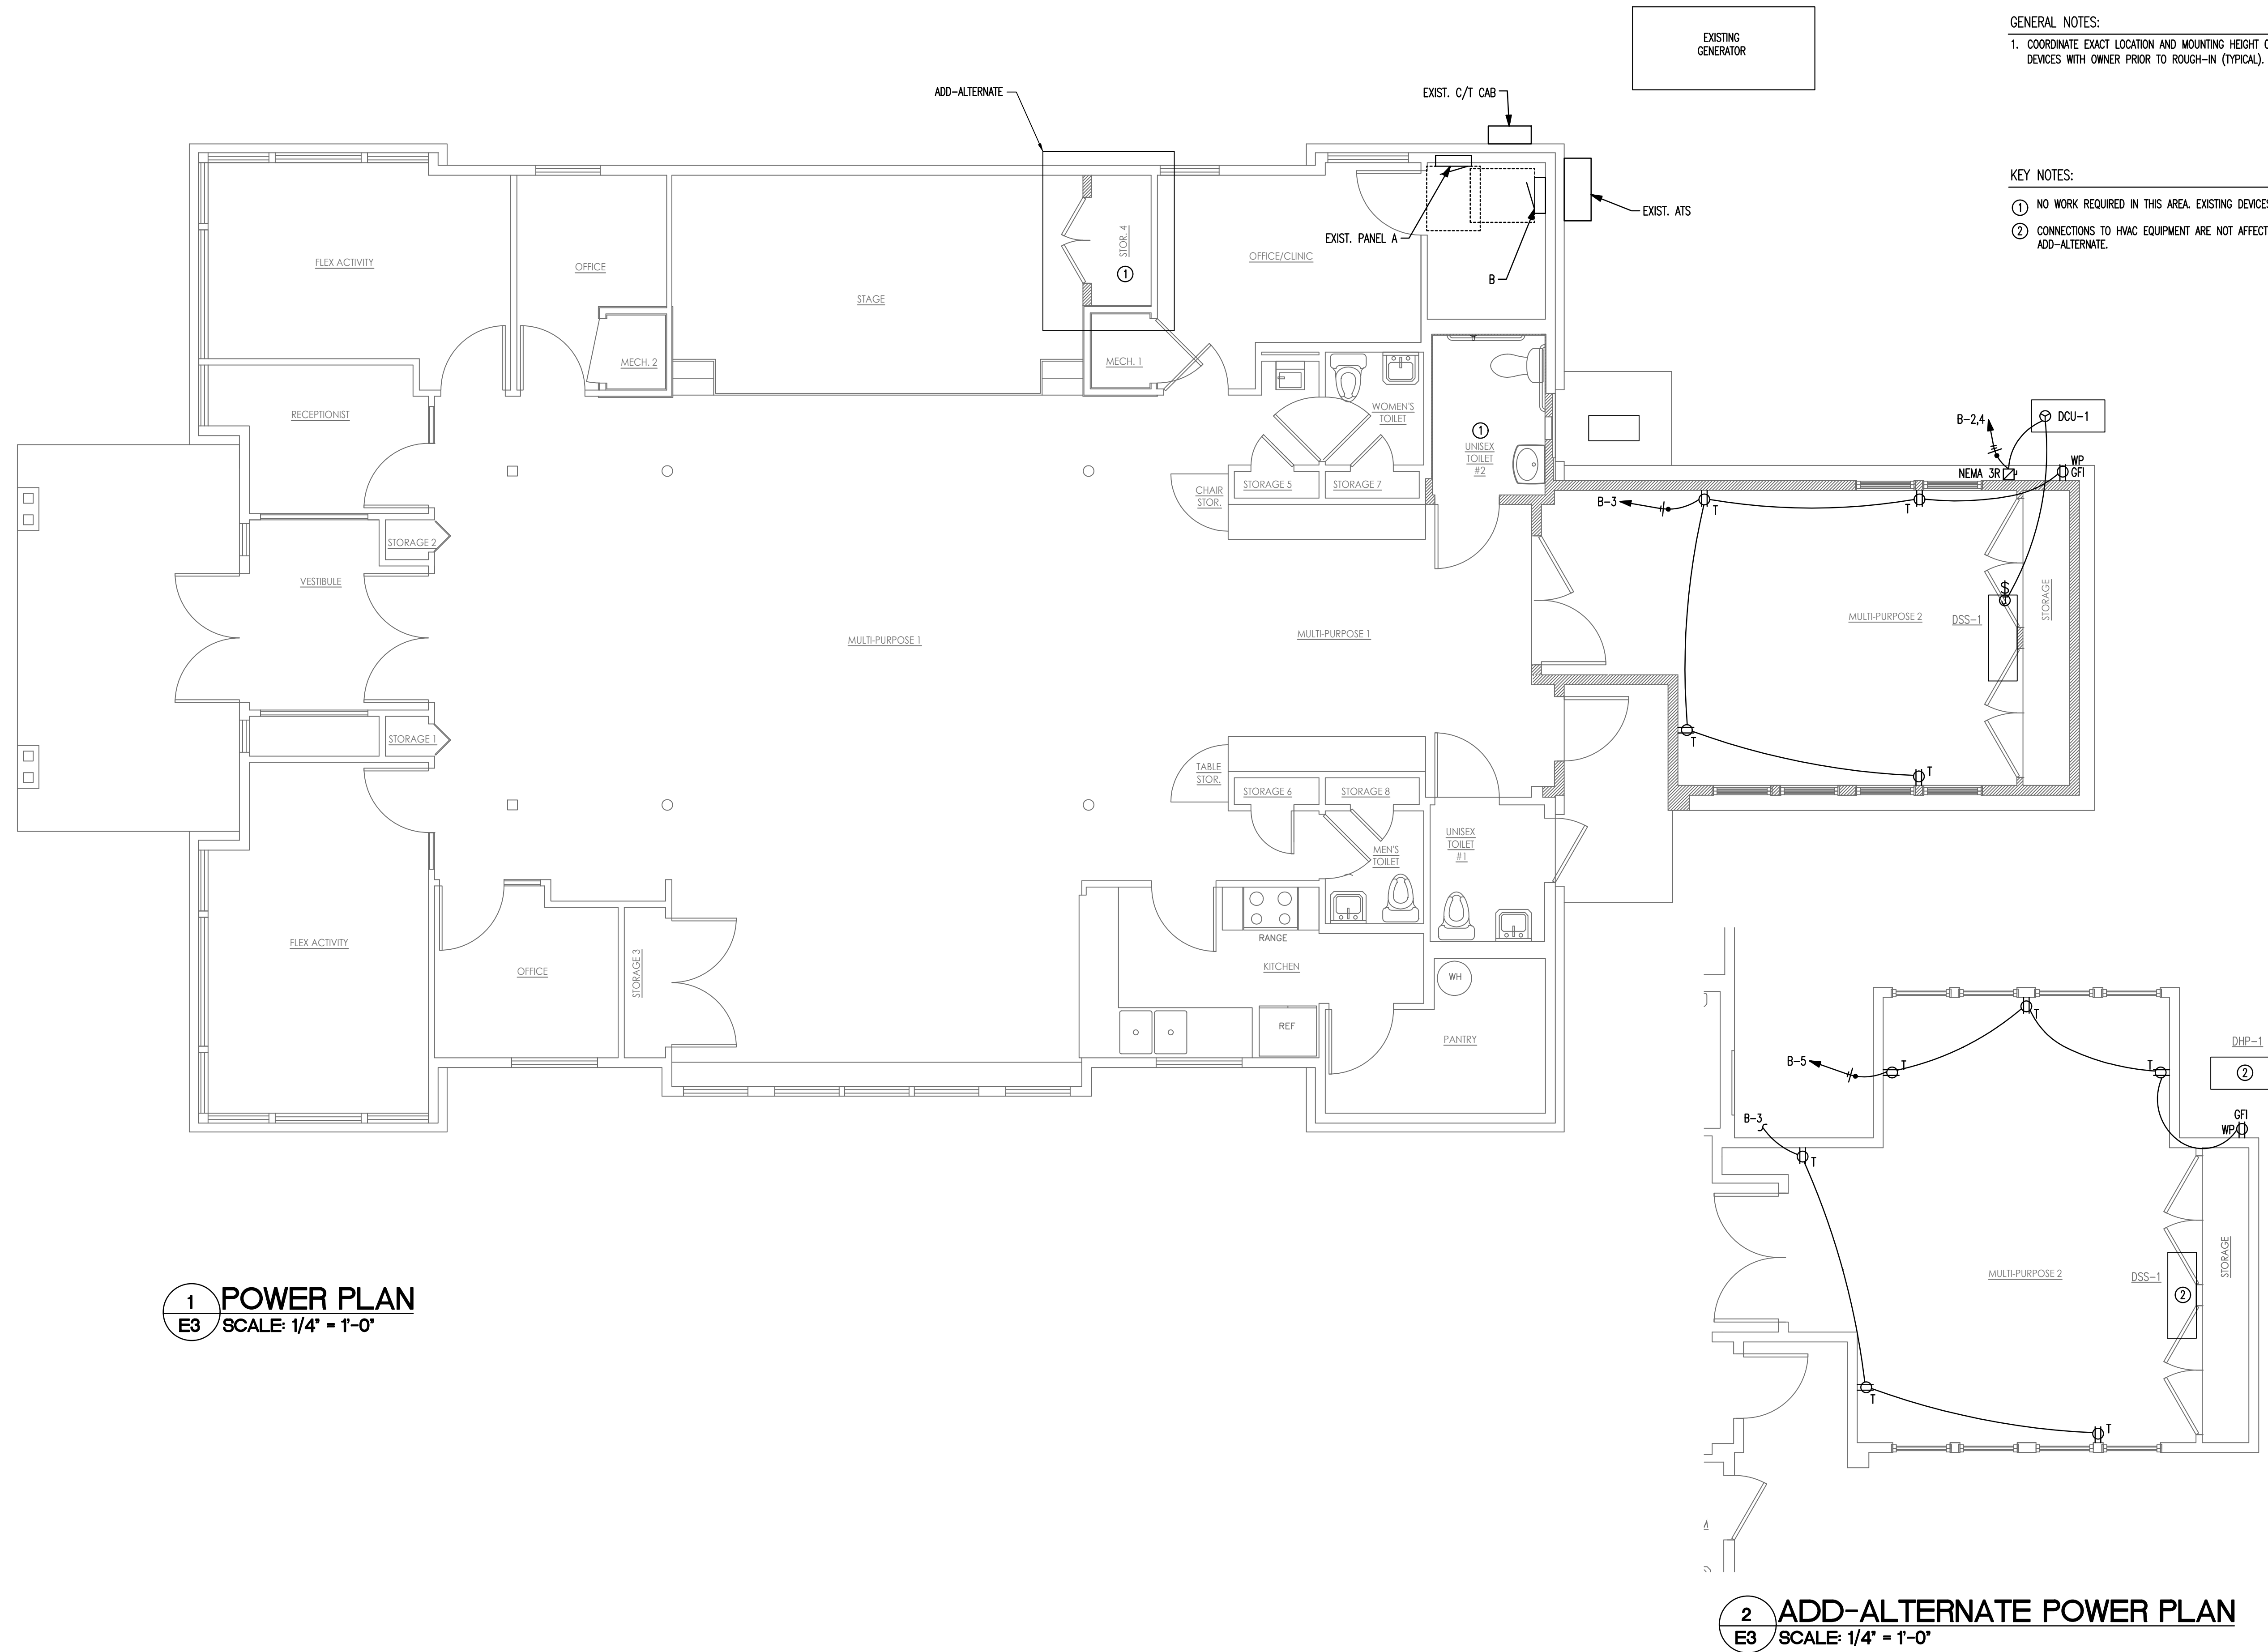 GENERAL NOTES:
1. COORDINATE EXACT LOCATION AND MOUNTING HEIGHT
DEVICES WITH OWNER PRIOR TO ROUGH-IN (TYPICAL).
KEY NOTES:
1 NO WORK REQUIRED IN THIS AREA. EXISTING DEVICES
2 CONNECTIONS TO HVAC EQUIPMENT ARE NOT AFFECT
ADD-ALTERNATE.
EXISTING
GENERATOR
ADD-ALTERNATE
EXIST. C/T CAB
EXIST. ATS
EXIST. PANEL A
B
FLEX ACTIVITY
OFFICE
STAGE
STOR. 4
1
OFFICE/CLINIC
MECH. 2
MECH. 1
RECEPTIONIST
WOMEN'S
TOILET
1
UNISEX
TOILET
#2
STORAGE 5
STORAGE 7
CHAIR
STOR.
STORAGE 2
VESTIBULE
MULTI-PURPOSE 1
MULTI-PURPOSE 1
STORAGE 1
TABLE
STOR.
STORAGE 6
STORAGE 8
MEN'S
TOILET
UNISEX
TOILET
#1
RANGE
KITCHEN
WH
REF
PANTRY
FLEX ACTIVITY
OFFICE
STORAGE 3
B-2,4
DCU-1
WP
GFI
NEMA 3R
B-3
T
T
$
MULTI-PURPOSE 2
DSS-1
STORAGE
T
T
T
DHP-1
2
B-5
T
T
GFI
WP
B-3
T
MULTI-PURPOSE 2
DSS-1
2
STORAGE
T
T
1
E3
POWER PLAN
SCALE: 1/4" = 1'-0"
2
E3
ADD-ALTERNATE POWER PLAN
SCALE: 1/4" = 1'-0"